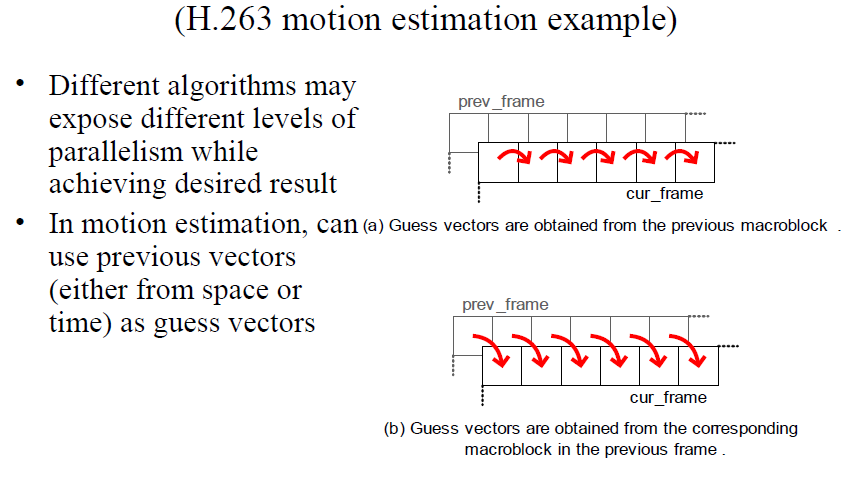 (H.263 motion estimation example)
• Different algorithms may
expose different levels of
parallelism while
achieving desired result
• In motion estimation, can
use previous vectors
(either from space or
time) as guess vectors
prev_frame
cur_frame
(a) Guess vectors are obtained from the previous macroblock .
prev_frame
cur_frame
(b) Guess vectors are obtained from the corresponding
macroblock in the previous frame .